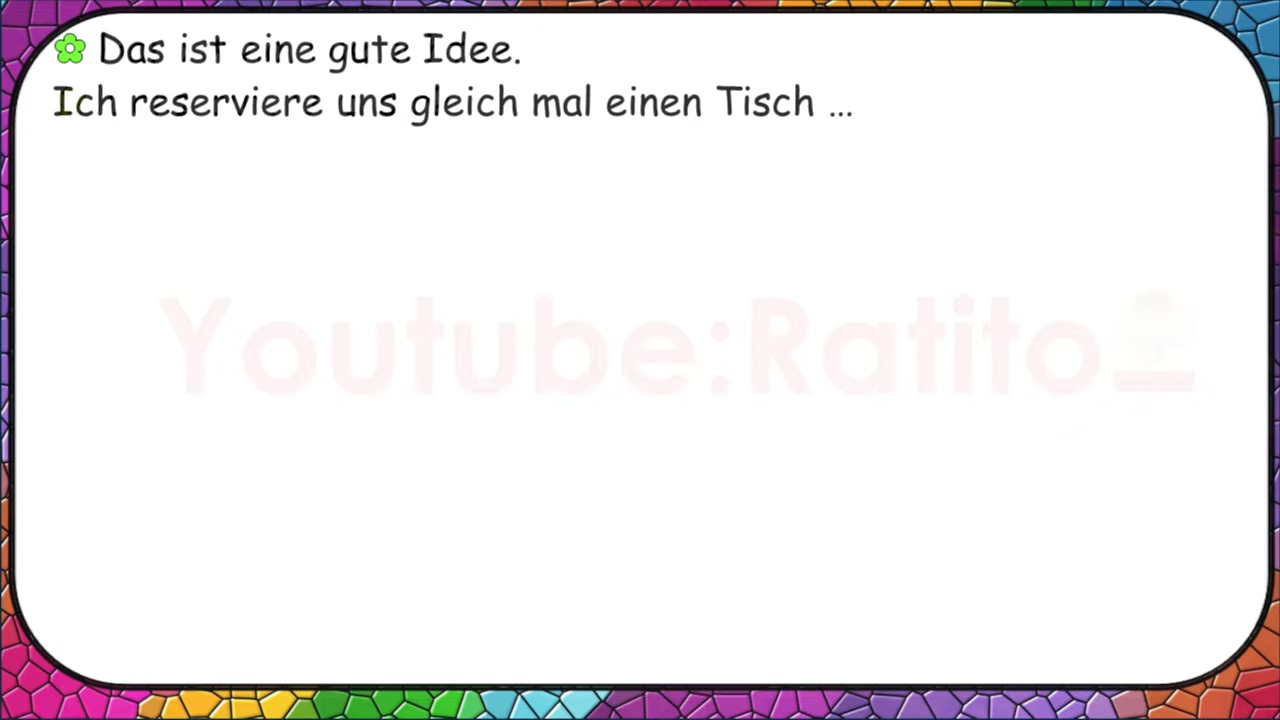 Das ist eine gute Idee.
Ich reserviere uns gleich mal einen Tisch ...
Youtube:Ratito